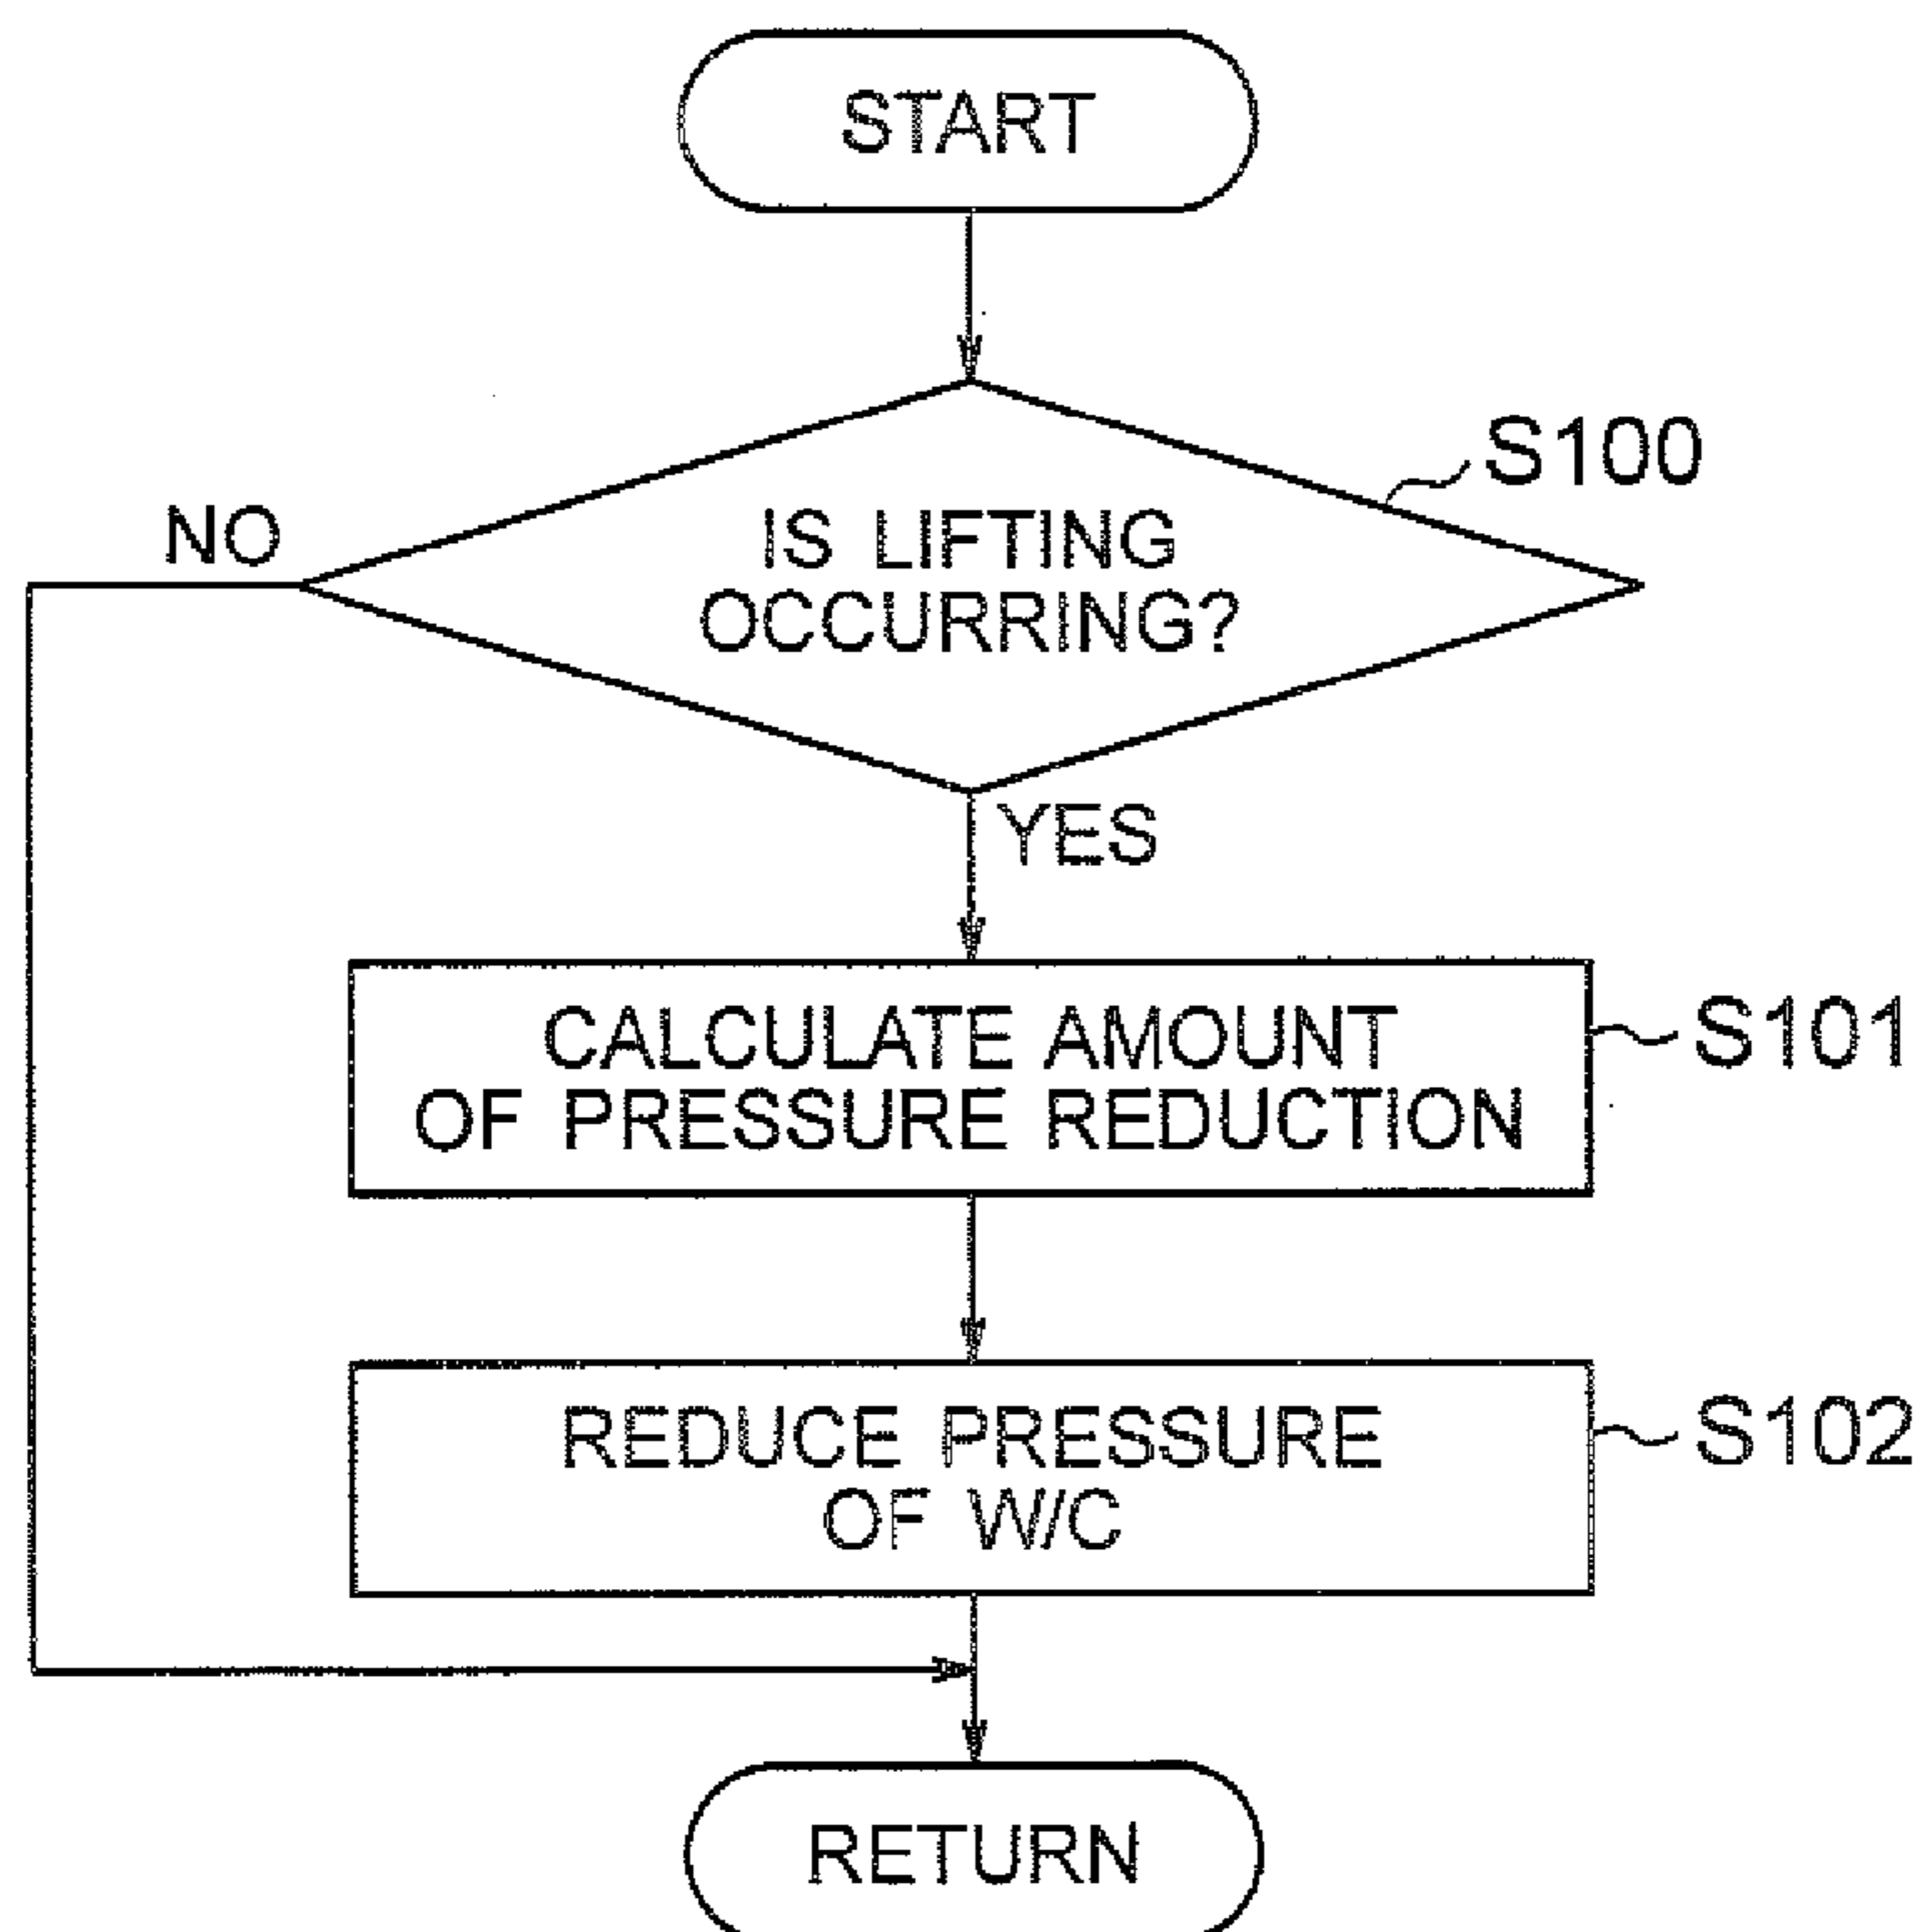 START
S100
NO
IS LIFTING
OCCURRING?
YES
CALCULATE AMOUNT
OF PRESSURE REDUCTION
S101
REDUCE PRESSURE
OF W/C
S102
RETURN